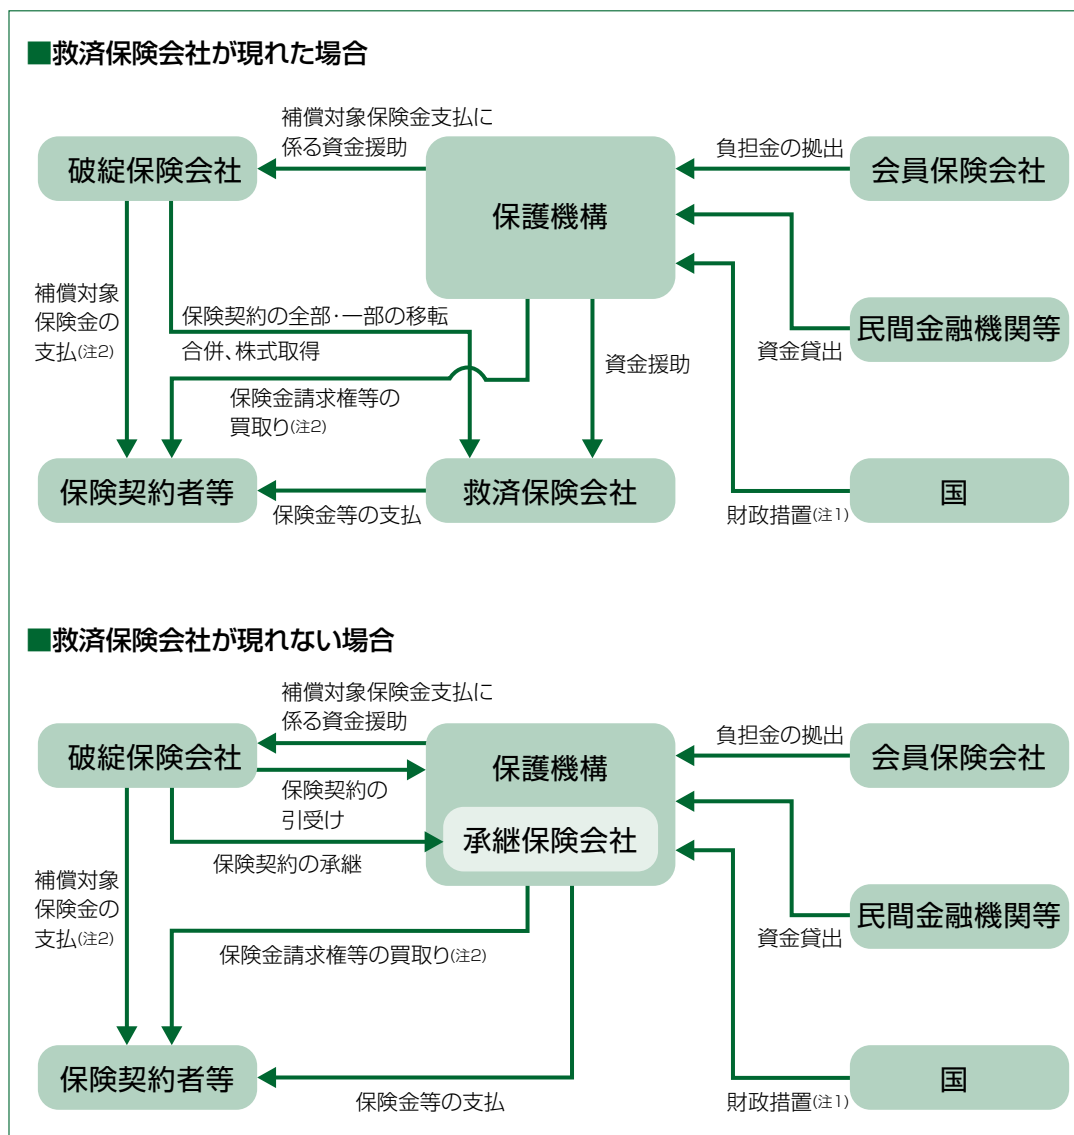 ■救済保険会社が現れた場合
補償対象保険金支払に
係る資金援助
負担金の拠出
破綻保険会社
保護機構
会員保険会社
補償対象
保険金の
支払(注2)
保険契約の全部・一部の移転
合併、株式取得
資金援助
民間金融機関等
資金貸出
保険金請求権等の
買取り(注2)
保険契約者等
救済保険会社
国
保険金等の支払
財政措置(注1)
■救済保険会社が現れない場合
補償対象保険金支払に
係る資金援助
負担金の拠出
破綻保険会社
保護機構
会員保険会社
保険契約の
引受け
承継保険会社
保険契約の承継
補償対象
保険金の
支払(注2)
民間金融機関等
資金貸出
保険金請求権等の買取り(注2)
保険契約者等
国
保険金等の支払
財政措置(注1)